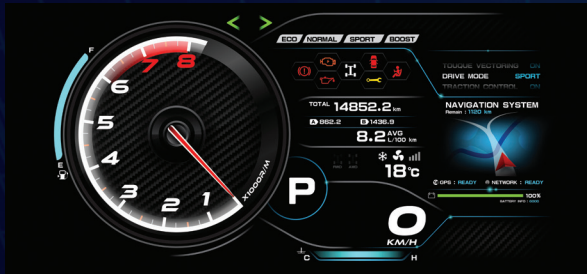 ECO NORMAL SPORT BOOST
F
E
1
2
3
4
5
6
7
8
X1000R/M
TOTAL 14852.2 km
A 862.2 B 1436.9
8.2 AVG L/100 km
18°C
P
0
KM/H
C H
TOUQUE VECTORING ON
DRIVE MODE SPORT
TRACTION CONTROL ON
NAVIGATION SYSTEM
Remain : 1120 km
GPS : READY NETWORK : READY
100%